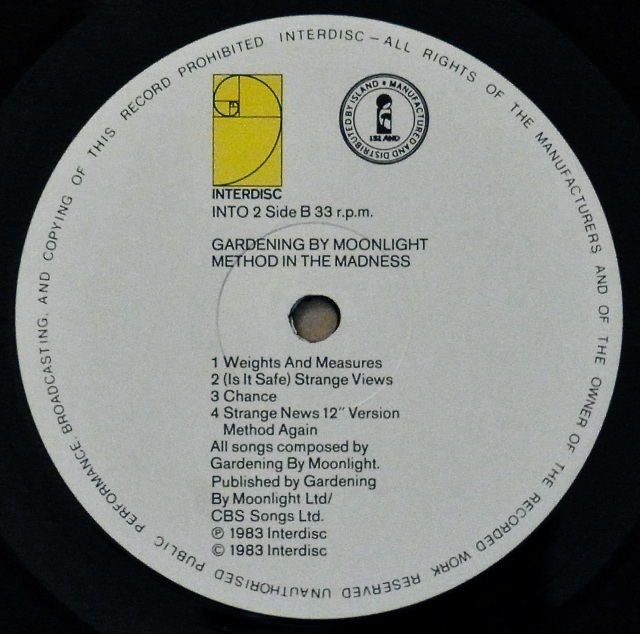 INTERDISC – ALL RIGHTS OF THE MANUFACTURERS AND OF THE OWNER OF THE RECORDED WORK RESERVED UNAUTHORISED PUBLIC PERFORMANCE, BROADCASTING, AND COPYING OF THIS RECORD PROHIBITED
MANUFACTURED AND DISTRIBUTED BY ISLAND •
ISLAND
INTERDISC
INTO 2 Side B 33 r.p.m.
GARDENING BY MOONLIGHT
METHOD IN THE MADNESS
1 Weights And Measures
2 (Is It Safe) Strange Views
3 Chance
4 Strange News 12″ Version
Method Again
All songs composed by
Gardening By Moonlight.
Published by Gardening
By Moonlight Ltd/
CBS Songs Ltd.
℗ 1983 Interdisc
© 1983 Interdisc